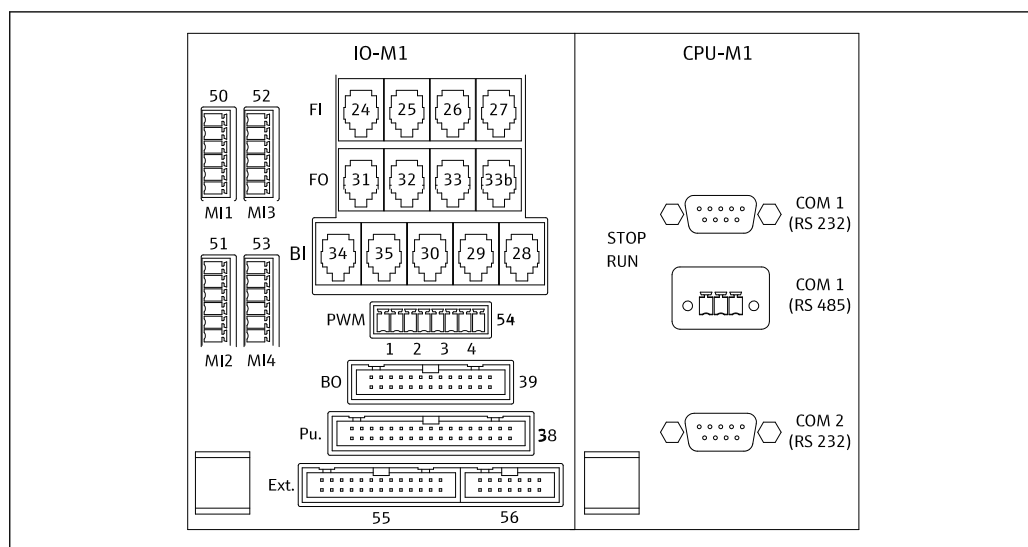 IO-M1
CPU-M1
50 52
MI1 MI3
51 53
MI2 MI4
FI 24 25 26 27
FO 31 32 33 33b
BI 34 35 30 29 28
PWM 54
1 2 3 4
BO 39
Pu. 38
Ext.
55 56
STOP
RUN
COM 1
(RS 232)
COM 1
(RS 485)
COM 2
(RS 232)